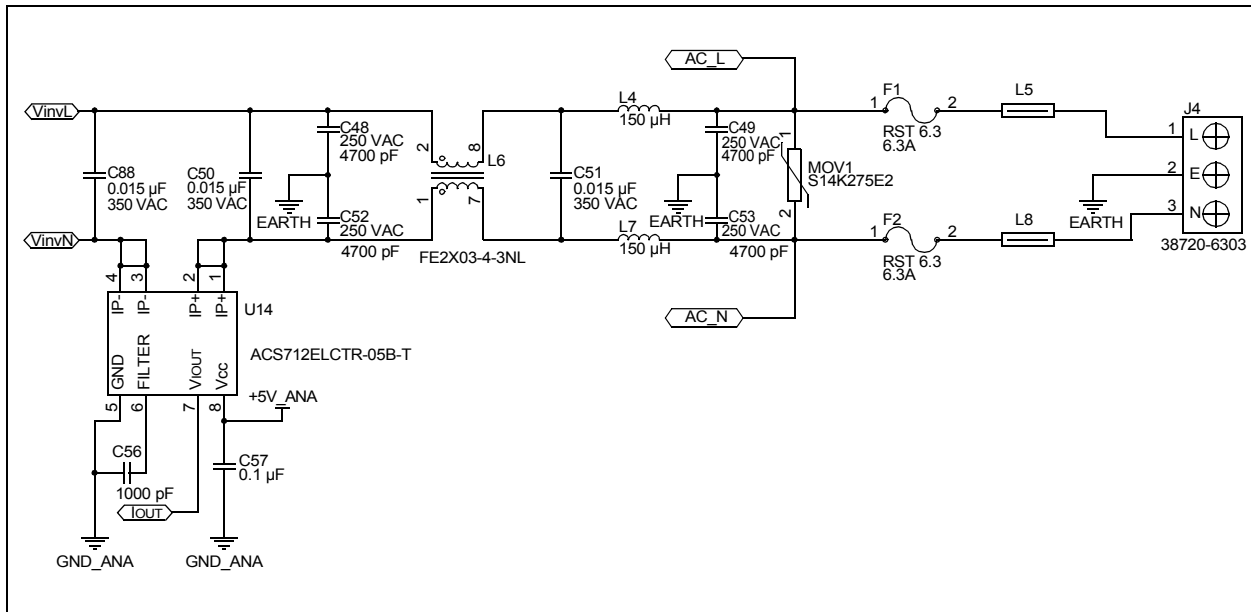 AC_L
VinvL
L4
150 µH
F1
1
2
RST 6.3
6.3A
L5
J4
1
L
2
E
3
N
38720-6303
EARTH
C88
0.015 µF
350 VAC
C50
0.015 µF
350 VAC
C48
250 VAC
4700 pF
EARTH
C52
250 VAC
4700 pF
2
8
L6
1
7
FE2X03-4-3NL
C51
0.015 µF
350 VAC
C49
250 VAC
4700 pF
EARTH
C53
250 VAC
4700 pF
1
MOV1
S14K275E2
2
L7
150 µH
F2
1
2
RST 6.3
6.3A
L8
VinvN
AC_N
4
3
2
1
IP-
IP-
IP+
IP+
U14
ACS712ELCTR-05B-T
GND
FILTER
VIOUT
Vcc
5
6
7
8
+5V_ANA
C56
1000 pF
C57
0.1 µF
IOUT
GND_ANA
GND_ANA